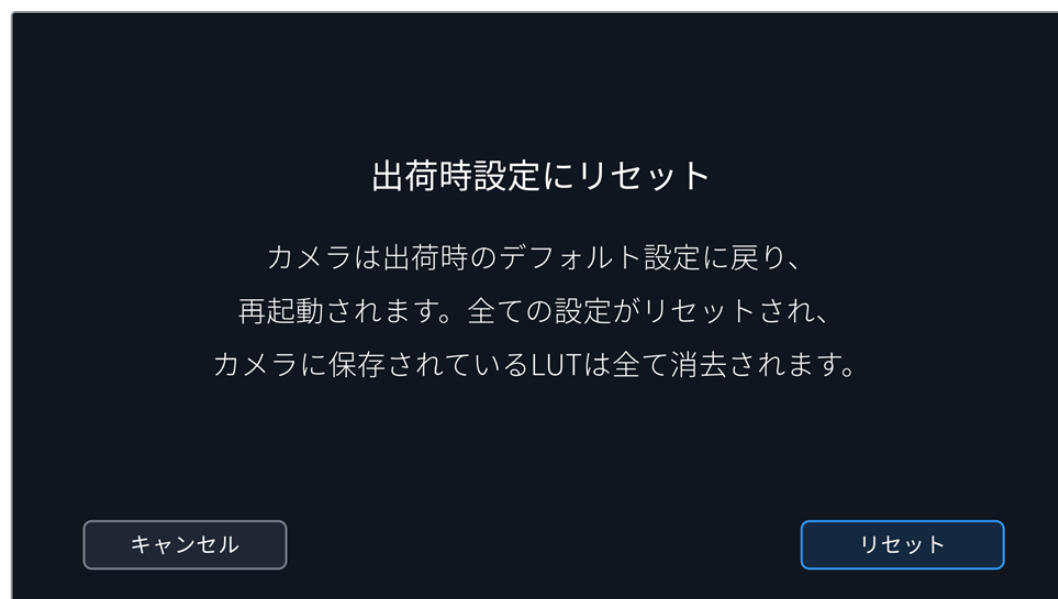 出荷時設定にリセット
カメラは出荷時のデフォルト設定に戻り、
再起動されます。全ての設定がリセットされ、
カメラに保存されているLUTは全て消去されます。
キャンセル
リセット